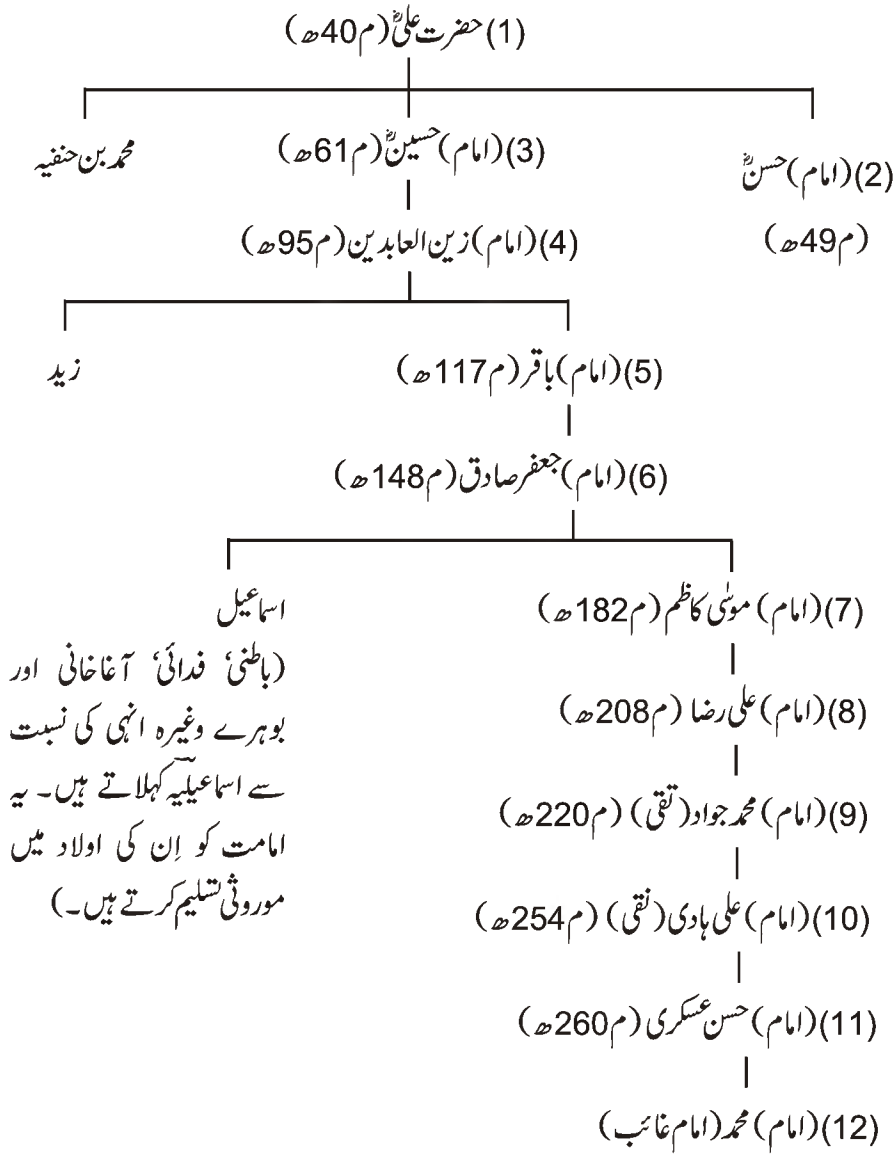 (1) حضرت علیؓ (م40ھ)
(2) (امام) حسنؓ
(م49ھ)
(3) (امام) حسینؓ (م61ھ)
محمد بن حنفیہ
(4) (امام) زین العابدین (م95ھ)
(5) (امام) باقر (م117ھ)
زید
(6) (امام) جعفر صادق (م148ھ)
(7) (امام) موسٰی کاظم (م182ھ)
(8) (امام) علی رضا (م208ھ)
(9) (امام) محمد جواد (تقی) (م220ھ)
(10) (امام) علی ہادی (نقی) (م254ھ)
(11) (امام) حسن عسکری (م260ھ)
(12) (امام) محمد (امام غائب)
اسماعیل
(باطنی‘ فدائی‘ آغاخانی اور
بوہرے وغیرہ انہی کی نسبت
سے اسماعیلیہ کہلاتے ہیں۔ یہ
امامت کو اِن کی اولاد میں
موروثی تسلیم کرتے ہیں۔)